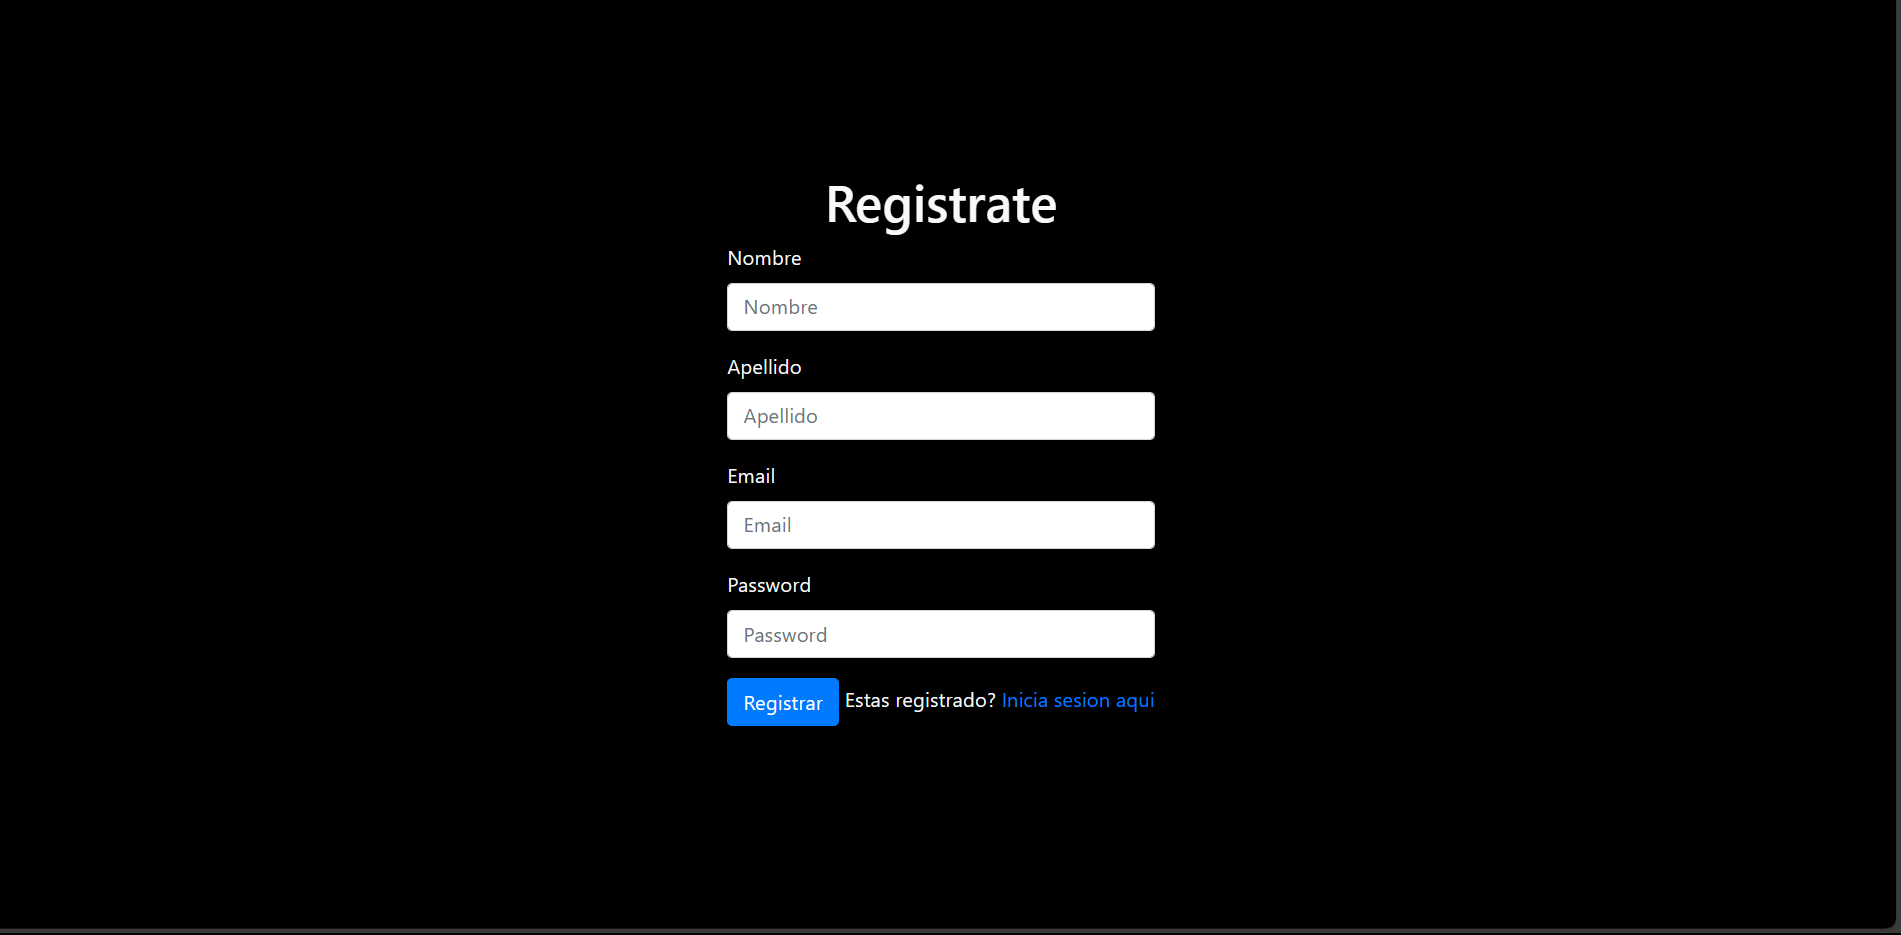 Registrate
Nombre
Nombre
Apellido
Apellido
Email
Email
Password
Password
Registrar Estas registrado? Inicia sesion aqui